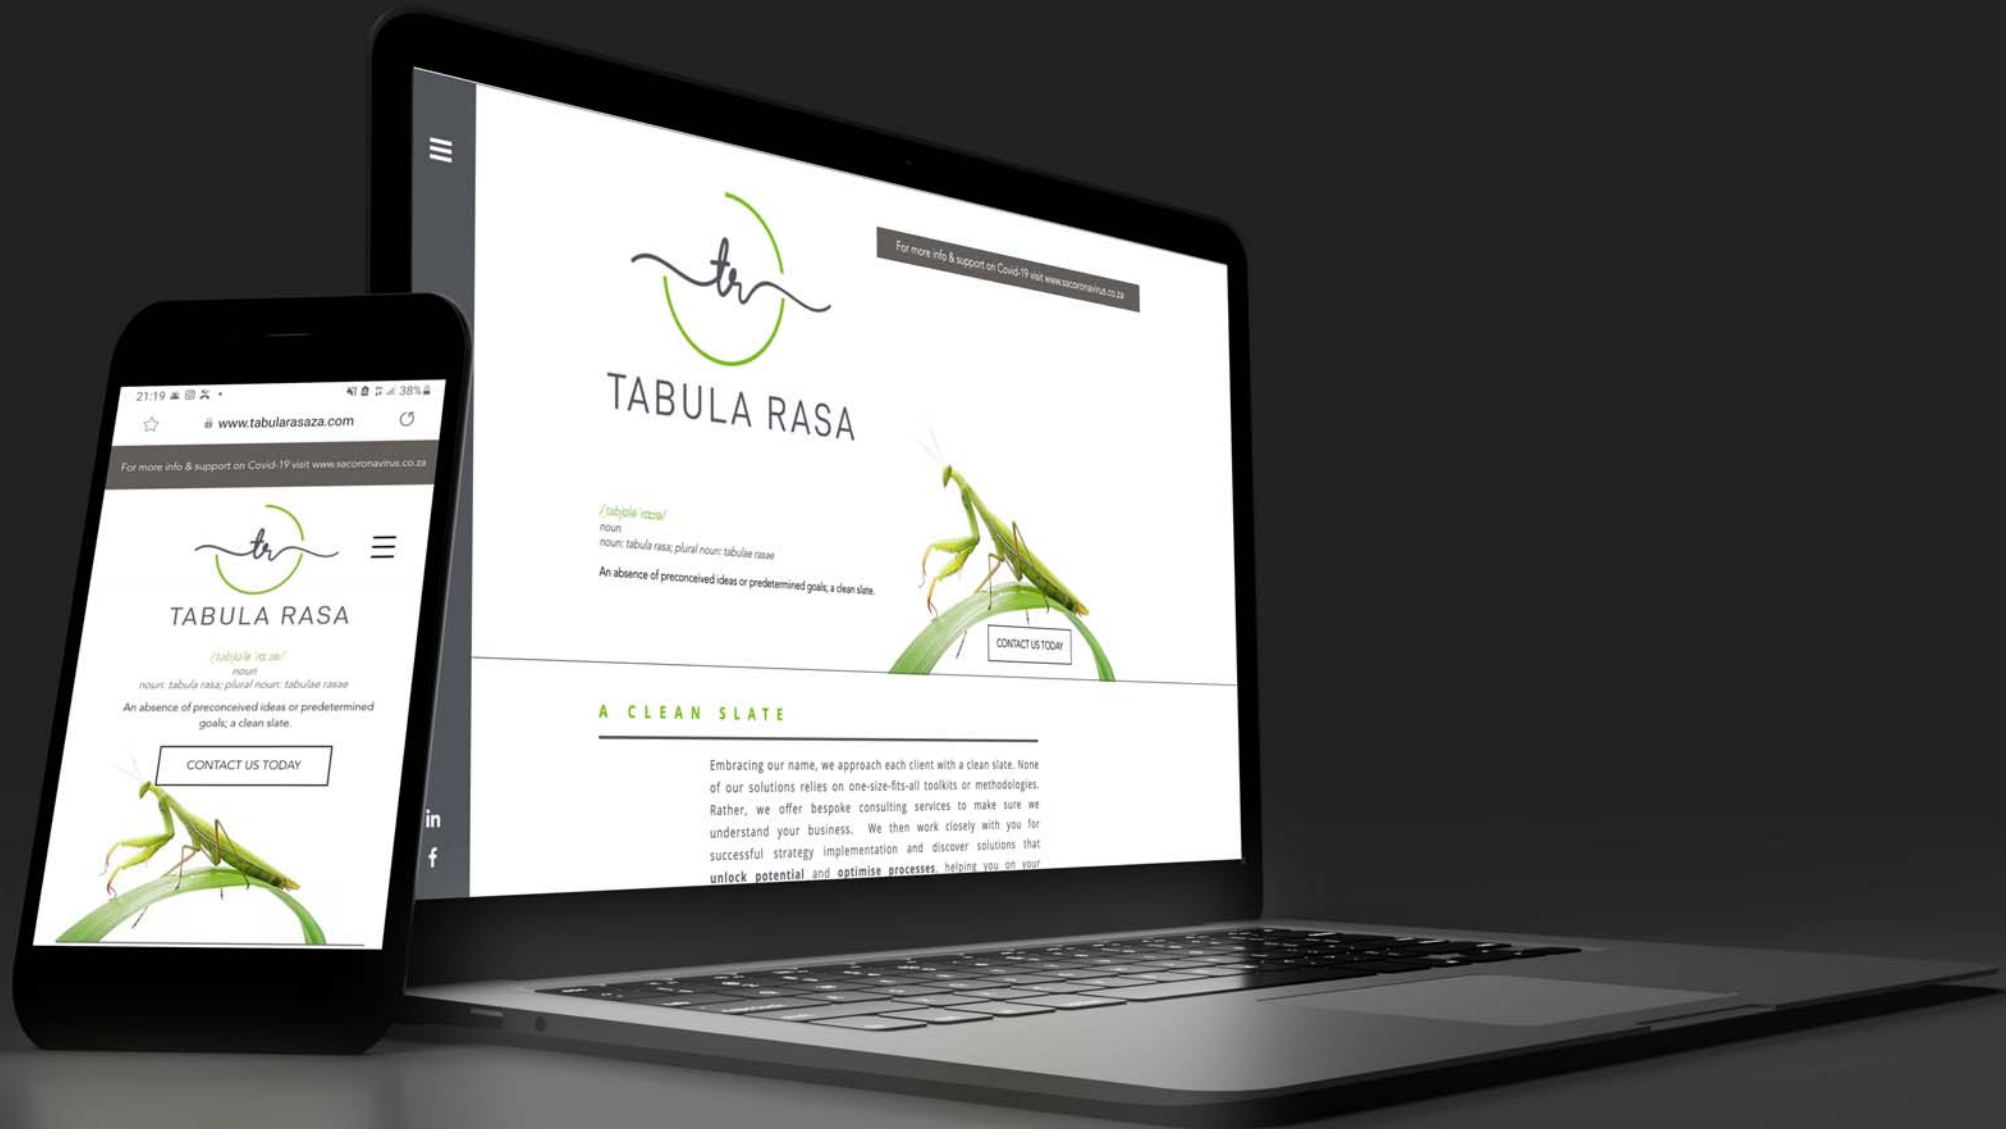 21:19
38%
www.tabularasaza.com
For more info & support on Covid-19 visit www.sacoronavirus.co.za
tr
TABULA RASA
noun
noun: tabula rasa; plural noun: tabulae rasae
An absence of preconceived ideas or predetermined
goals; a clean slate.
CONTACT US TODAY
tr
For more info & support on Covid-19 visit www.sacoronavirus.co.za
TABULA RASA
noun
noun: tabula rasa; plural noun: tabulae rasae
An absence of preconceived ideas or predetermined goals; a clean slate.
CONTACT US TODAY
A CLEAN SLATE
Embracing our name, we approach each client with a clean slate. None
of our solutions relies on one-size-fits-all toolkits or methodologies.
Rather, we offer bespoke consulting services to make sure we
understand your business. We then work closely with you for
successful strategy implementation and discover solutions that
unlock potential and optimise processes, helping you on your
in
f